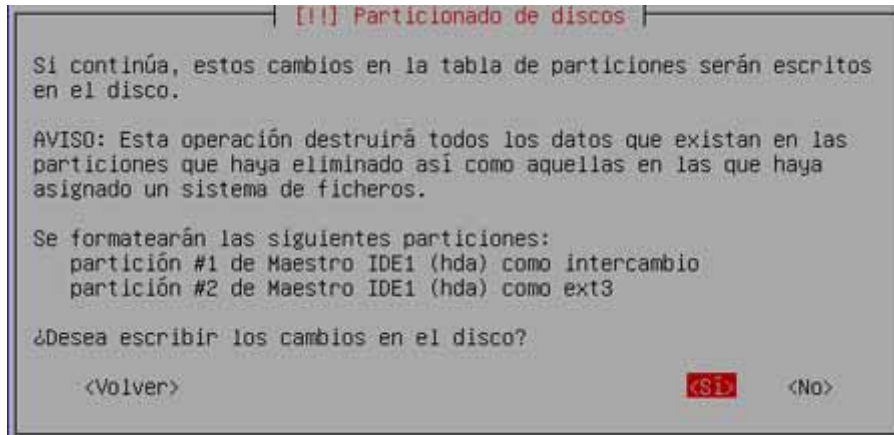 [!!] Particionado de discos
Si continúa, estos cambios en la tabla de particiones serán escritos
en el disco.
AVISO: Esta operación destruirá todos los datos que existan en las
particiones que haya eliminado así como aquellas en las que haya
asignado un sistema de ficheros.
Se formatearán las siguientes particiones:
partición #1 de Maestro IDE1 (hda) como intercambio
partición #2 de Maestro IDE1 (hda) como ext3
¿Desea escribir los cambios en el disco?
<Volver> <Sí> <No>